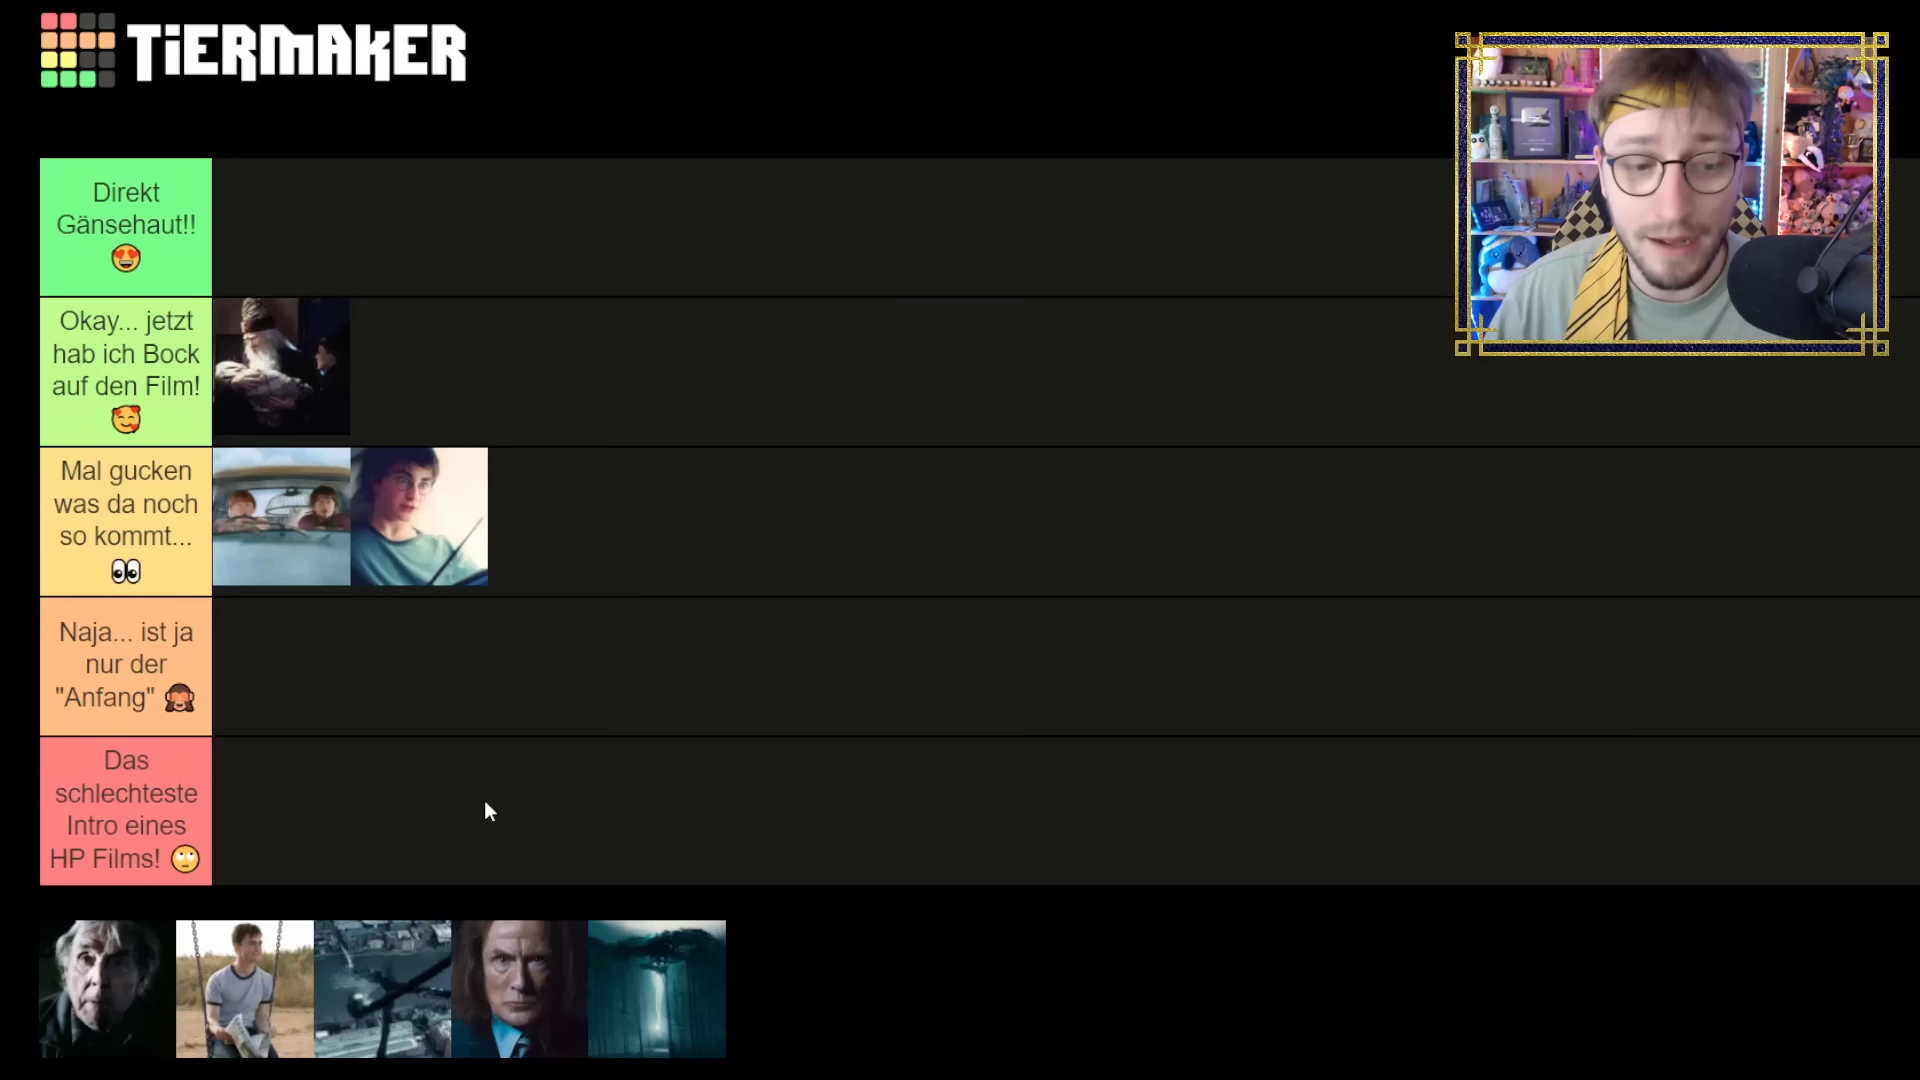 TiERMAKER
Direkt
Gänsehaut!!
😍
Okay... jetzt
hab ich Bock
auf den Film!
🥰
Mal gucken
was da noch
so kommt...
👀
Naja... ist ja
nur der
"Anfang" 🙈
Das
schlechteste
Intro eines
HP Films! 🙄